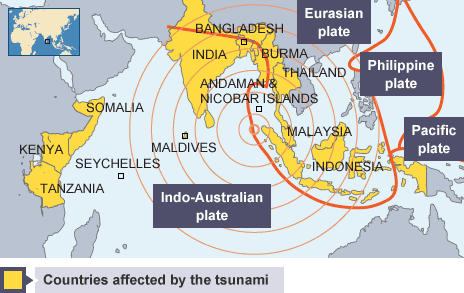 Eurasian
plate
BANGLADESH
INDIA
BURMA
Philippine
plate
THAILAND
ANDAMAN &
NICOBAR ISLANDS
SOMALIA
MALAYSIA
Pacific
plate
KENYA
MALDIVES
SEYCHELLES
INDONESIA
TANZANIA
Indo-Australian
plate
Countries affected by the tsunami